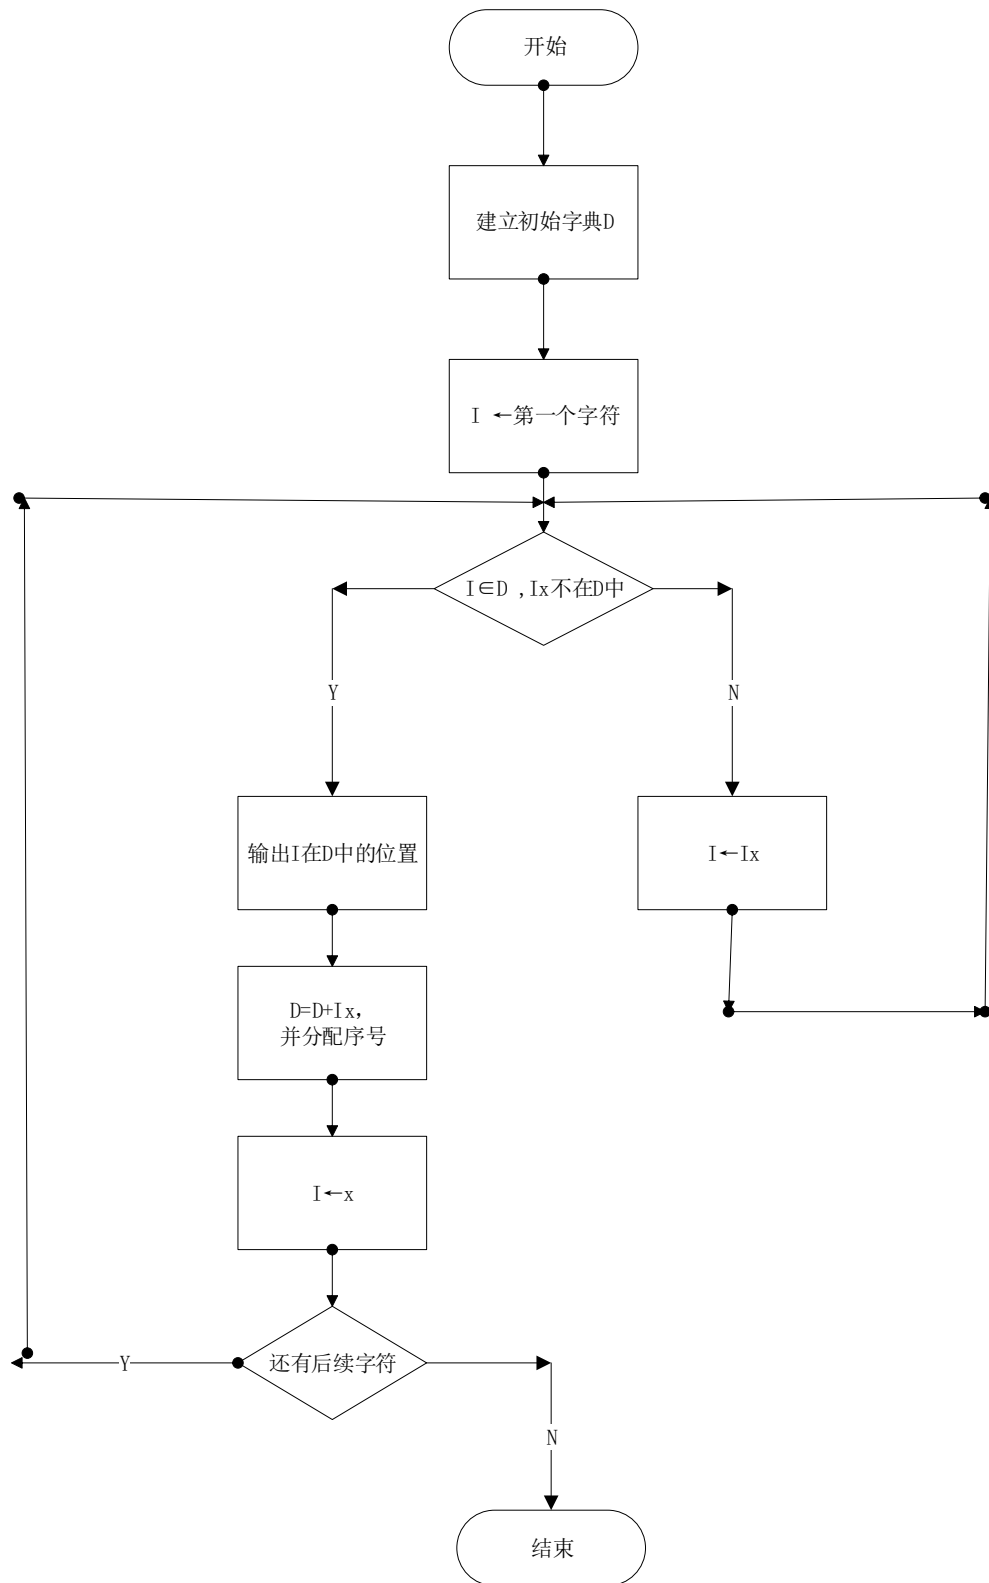 开始
建立初始字典D
I ←第一个字符
I∈D ,Ix不在D中
Y
N
输出I在D中的位置
I←Ix
D=D+Ix,
并分配序号
I←x
还有后续字符
Y
N
结束